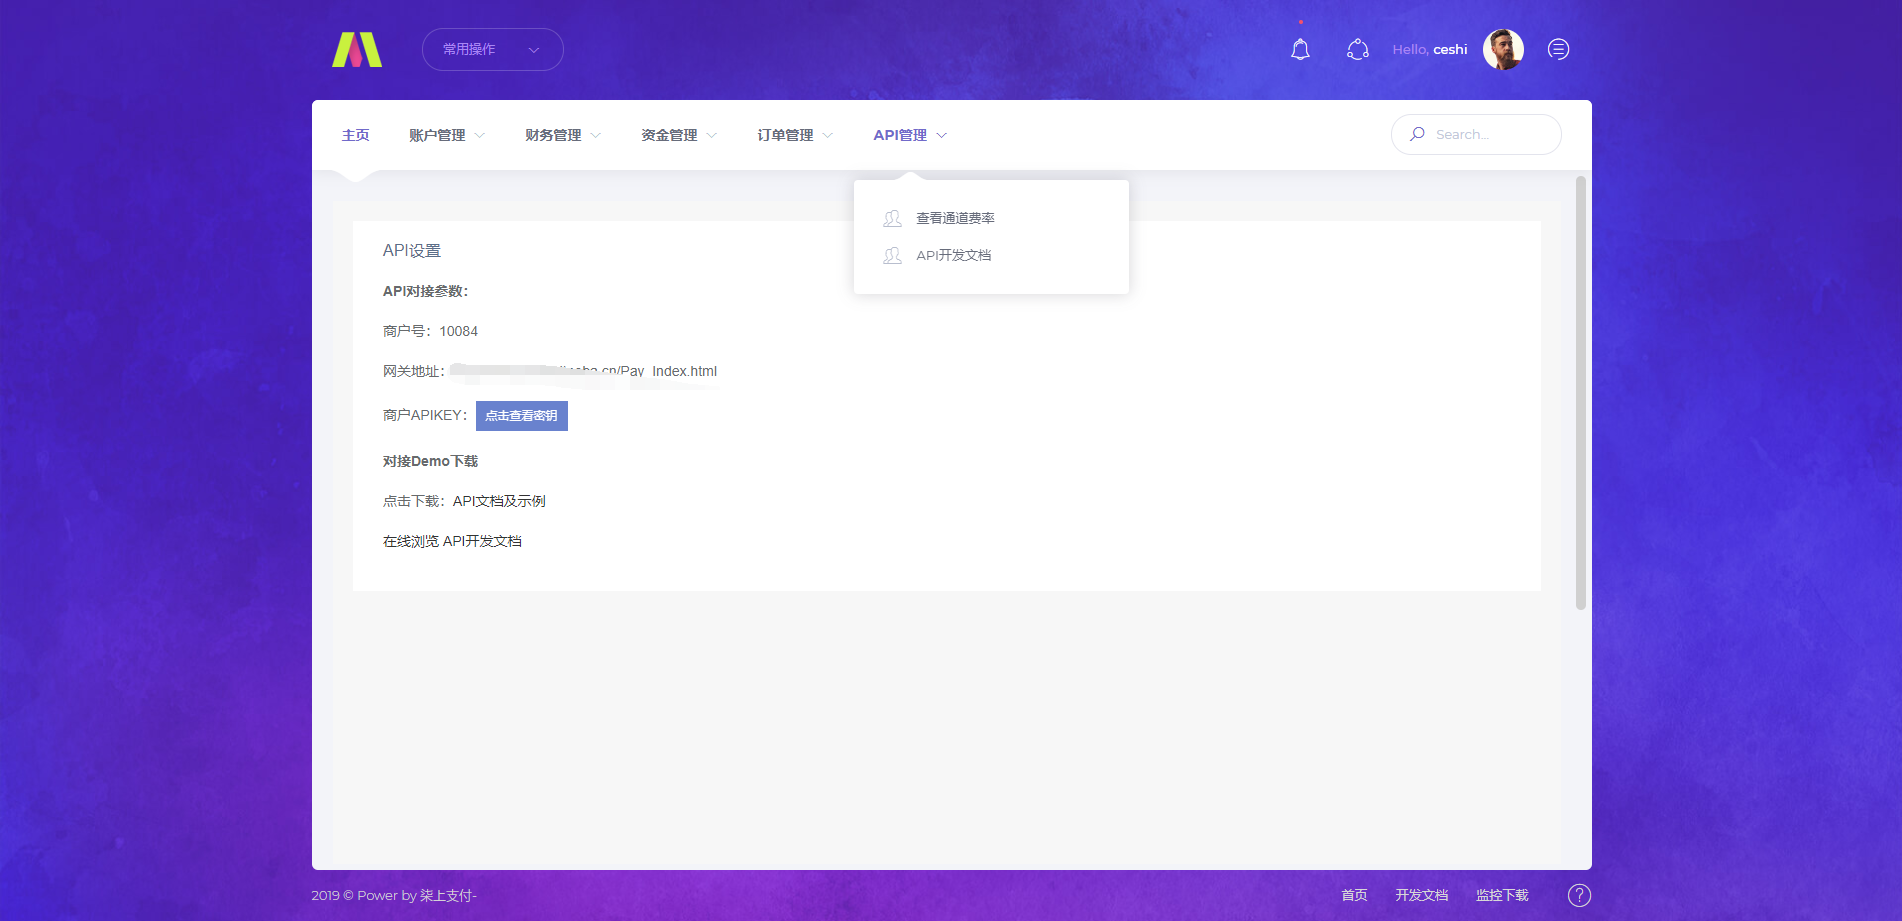 常用操作
Hello, ceshi
主页 账户管理 财务管理 资金管理 订单管理 API管理
Search...
查看通道费率
API开发文档
API设置
API对接参数：
商户号：10084
网关地址： .cn/Pay_Index.html
商户APIKEY： 点击查看密钥
对接Demo下载
点击下载：API文档及示例
在线浏览 API开发文档
2019 © Power by 柒上支付-
首页 开发文档 监控下载